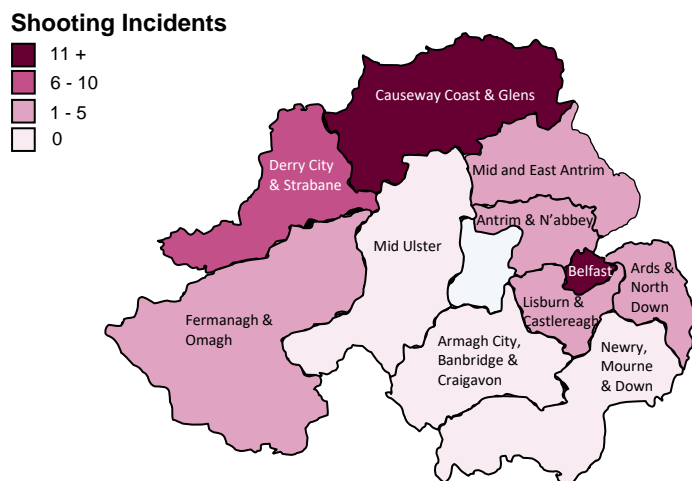 Shooting Incidents
11 +
6 - 10
1 - 5
0
Causeway Coast & Glens
Derry City
& Strabane
Mid and East Antrim
Antrim & N'abbey
Mid Ulster
Belfast
Ards &
North
Down
Lisburn &
Castlereagh
Fermanagh &
Omagh
Armagh City,
Banbridge &
Craigavon
Newry,
Mourne
& Down